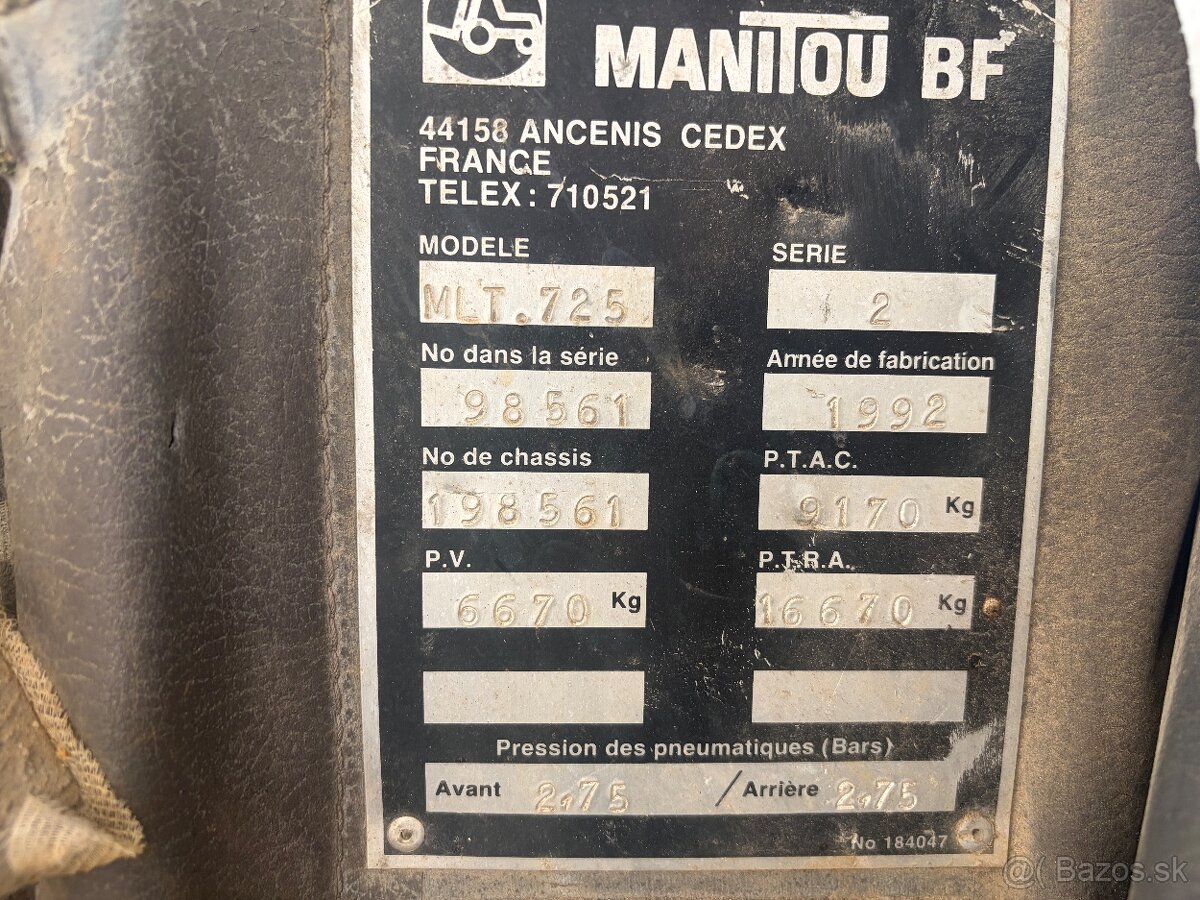 MANITOU BF
44158 ANCENIS CEDEX
FRANCE
TELEX : 710521
MODELE SERIE
MLT.725 2
No dans la série Année de fabrication
98561 1992
No de chassis P.T.A.C.
198561 9170 Kg
P.V. P.T.R.A.
6670 Kg 16670 Kg
Pression des pneumatiques (Bars)
Avant 2,75 / Arrière 2,75
No 184047
@( Bazos.sk